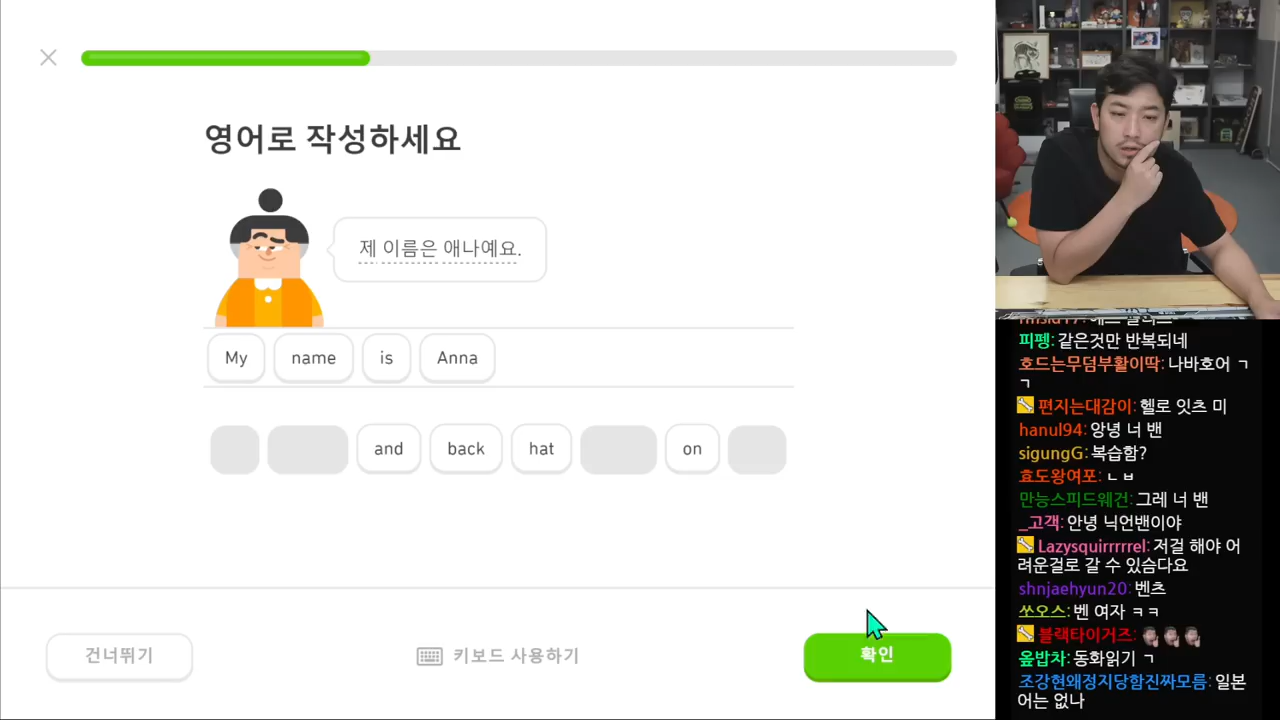 영어로 작성하세요
제 이름은 애나예요.
My name is Anna
and back hat on
건너뛰기
키보드 사용하기
확인
피펭: 같은것만 반복되네
호드는무덤부활이딱: 나바호어 ㄱ
ㄱ
편지는대감이: 헬로 잇츠 미
hanul94: 앙녕 너 밴
sigungG: 복습함?
효도왕여포: ㄴㅂ
만능스피드웨건: 그레 너 밴
_고객: 안녕 닉언밴이야
Lazysquirrrrrel: 저걸 해야 어
려운걸로 갈 수 있슴다요
shnjaehyun20: 벤츠
쏘오스: 벤 여자 ㅋㅋ
블랙타이거즈:
옾밥차: 동화읽기 ㄱ
조강현왜정지당함진짜모름: 일본
어는 없나